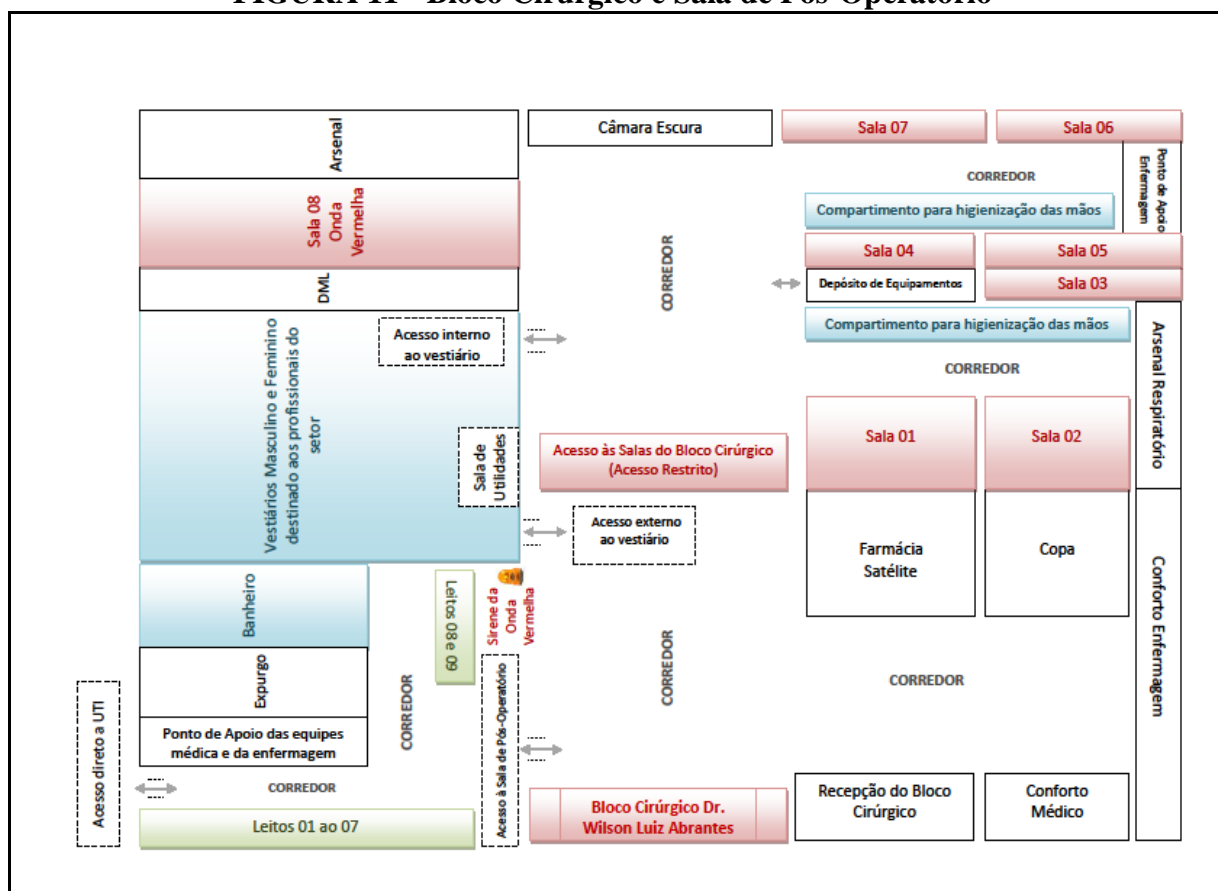 FIGURA 11 - Bloco Cirúrgico e Sala de Pós-Operatório
Arsenal
Câmara Escura
Sala 07
Sala 06
Sala 08
Onda
Vermelha
CORREDOR
Ponto de Apoio
Enfermagem
Compartimento para higienização das mãos
CORREDOR
Sala 04
Sala 05
DML
Depósito de Equipamentos
Sala 03
Vestiários Masculino e Feminino
destinado aos profissionais do
setor
Acesso interno
ao vestiário
Compartimento para higienização das mãos
Arsenal Respiratório
CORREDOR
Sala de
Utilidades
Acesso às Salas do Bloco Cirúrgico
(Acesso Restrito)
Sala 01
Sala 02
Acesso externo
ao vestiário
Farmácia
Satélite
Copa
Conforto Enfermagem
Banheiro
Leitos 08 e 09
Sirene da
Onda
Vermelha
CORREDOR
CORREDOR
Expurgo
CORREDOR
Acesso à Sala de Pós-Operatório
Acesso direto a UTI
Ponto de Apoio das equipes
médica e da enfermagem
CORREDOR
Leitos 01 ao 07
Bloco Cirúrgico Dr.
Wilson Luiz Abrantes
Recepção do Bloco
Cirúrgico
Conforto
Médico